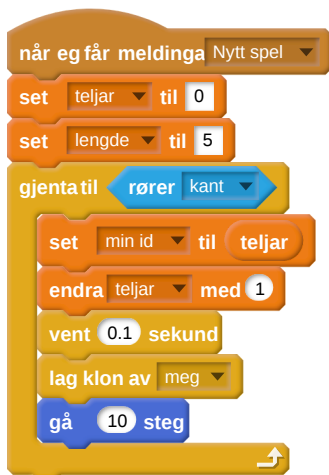 når eg får meldinga Nytt spel
set teljar til 0
set lengde til 5
gjenta til rører kant
set min id til teljar
endra teljar med 1
vent 0.1 sekund
lag klon av meg
gå 10 steg